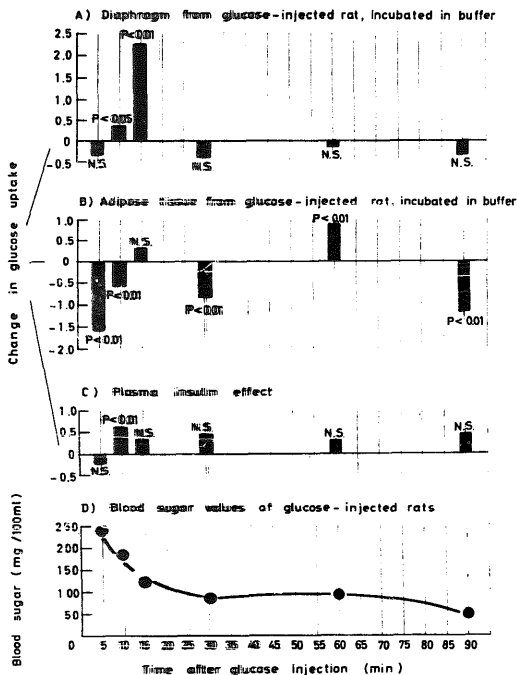 A) Diaphragm from glucose-injected rat, incubated in buffer
2.5
2.0
1.5
1.0
0.5
0
-0.5
N.S.
P<0.05
P<0.01
N.S.
N.S.
N.S.
Change in glucose uptake
B) Adipose tissue from glucose-injected rat, incubated in buffer
1.0
0.5
0
-0.5
-1.0
-1.5
-2.0
P<0.01
P<0.01
N.S.
P<0.01
P<0.01
P<0.01
C) Plasma insulin effect
1.0
0.5
0
-0.5
N.S.
P<0.01
N.S.
N.S.
N.S.
N.S.
D) Blood sugar values of glucose-injected rats
Blood sugar (mg/100ml)
250
200
150
100
50
0 5 10 15 20 25 30 35 40 45 50 55 60 65 70 75 80 85 90
Time after glucose injection (min)